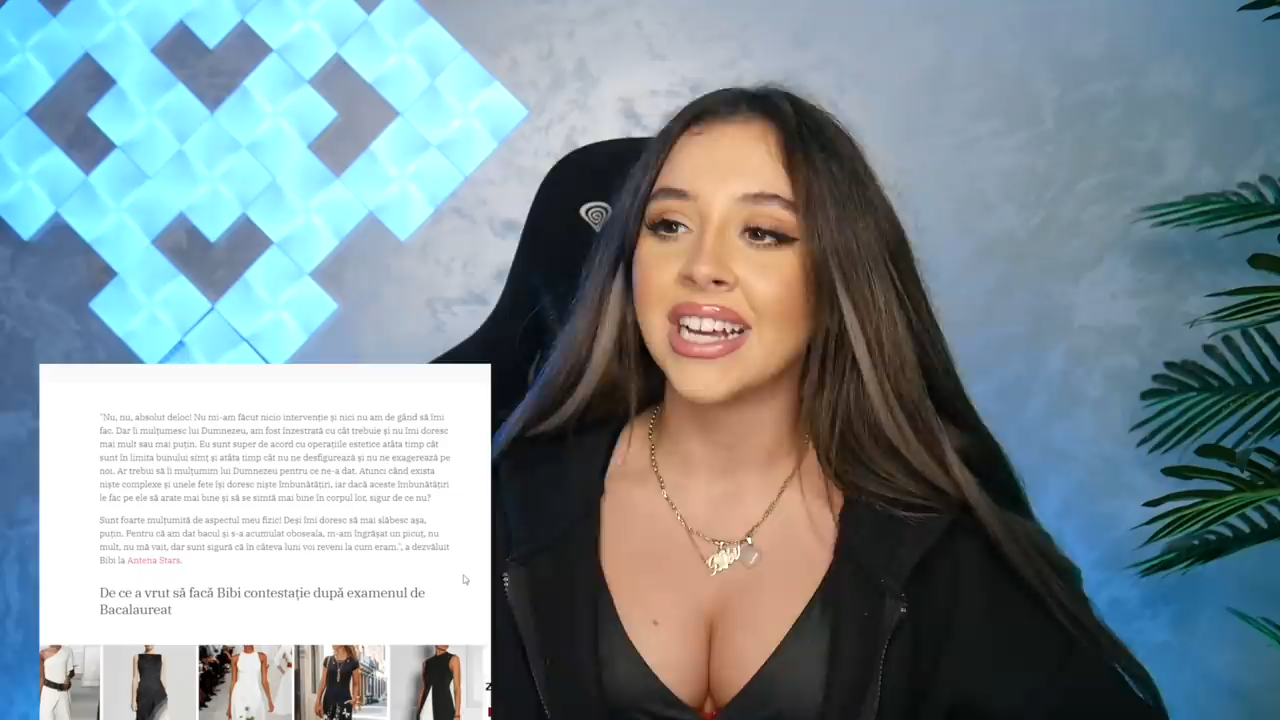 "Nu, nu, absolut deloc! Nu mi-am făcut nicio intervenție și nici nu am de gând să îmi
fac. Dar îi mulțumesc lui Dumnezeu, am fost înzestrată cu cât trebuie și nu îmi doresc
mai mult sau mai puțin. Eu sunt super de acord cu operațiile estetice atâta timp cât
sunt în limita bunului simț și atâta timp cât nu ne desfigurează și nu ne exagerează pe
noi. Ar trebui să îi mulțumim lui Dumnezeu pentru ce ne-a dat. Atunci când exista
niște complexe și unele fete își doresc niște îmbunătățiri, iar dacă aceste îmbunătățiri
le fac pe ele să arate mai bine și să se simtă mai bine în corpul lor, sigur de ce nu?
Sunt foarte mulțumită de aspectul meu fizic! Deși îmi doresc să mai slăbesc așa,
puțin. Pentru că am dat bacul și s-a acumulat oboseala, m-am îngrășat un picuț, nu
mult, nu mă vait, dar sunt sigură că în câteva luni voi reveni la cum eram.", a dezvăluit
Bibi la Antena Stars.
De ce a vrut să facă Bibi contestație după examenul de
Bacalaureat